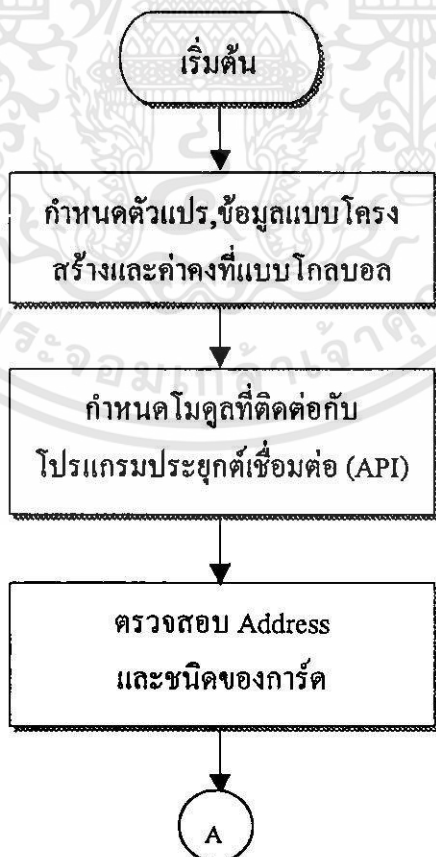 เริ่มต้น
กำหนดตัวแปร,ข้อมูลแบบโครง
สร้างและค่าคงที่แบบโกลบอล
กำหนดโมดูลที่ติดต่อกับ
โปรแกรมประยุกต์เชื่อมต่อ (API)
ตรวจสอบ Address
และชนิดของการ์ด
A